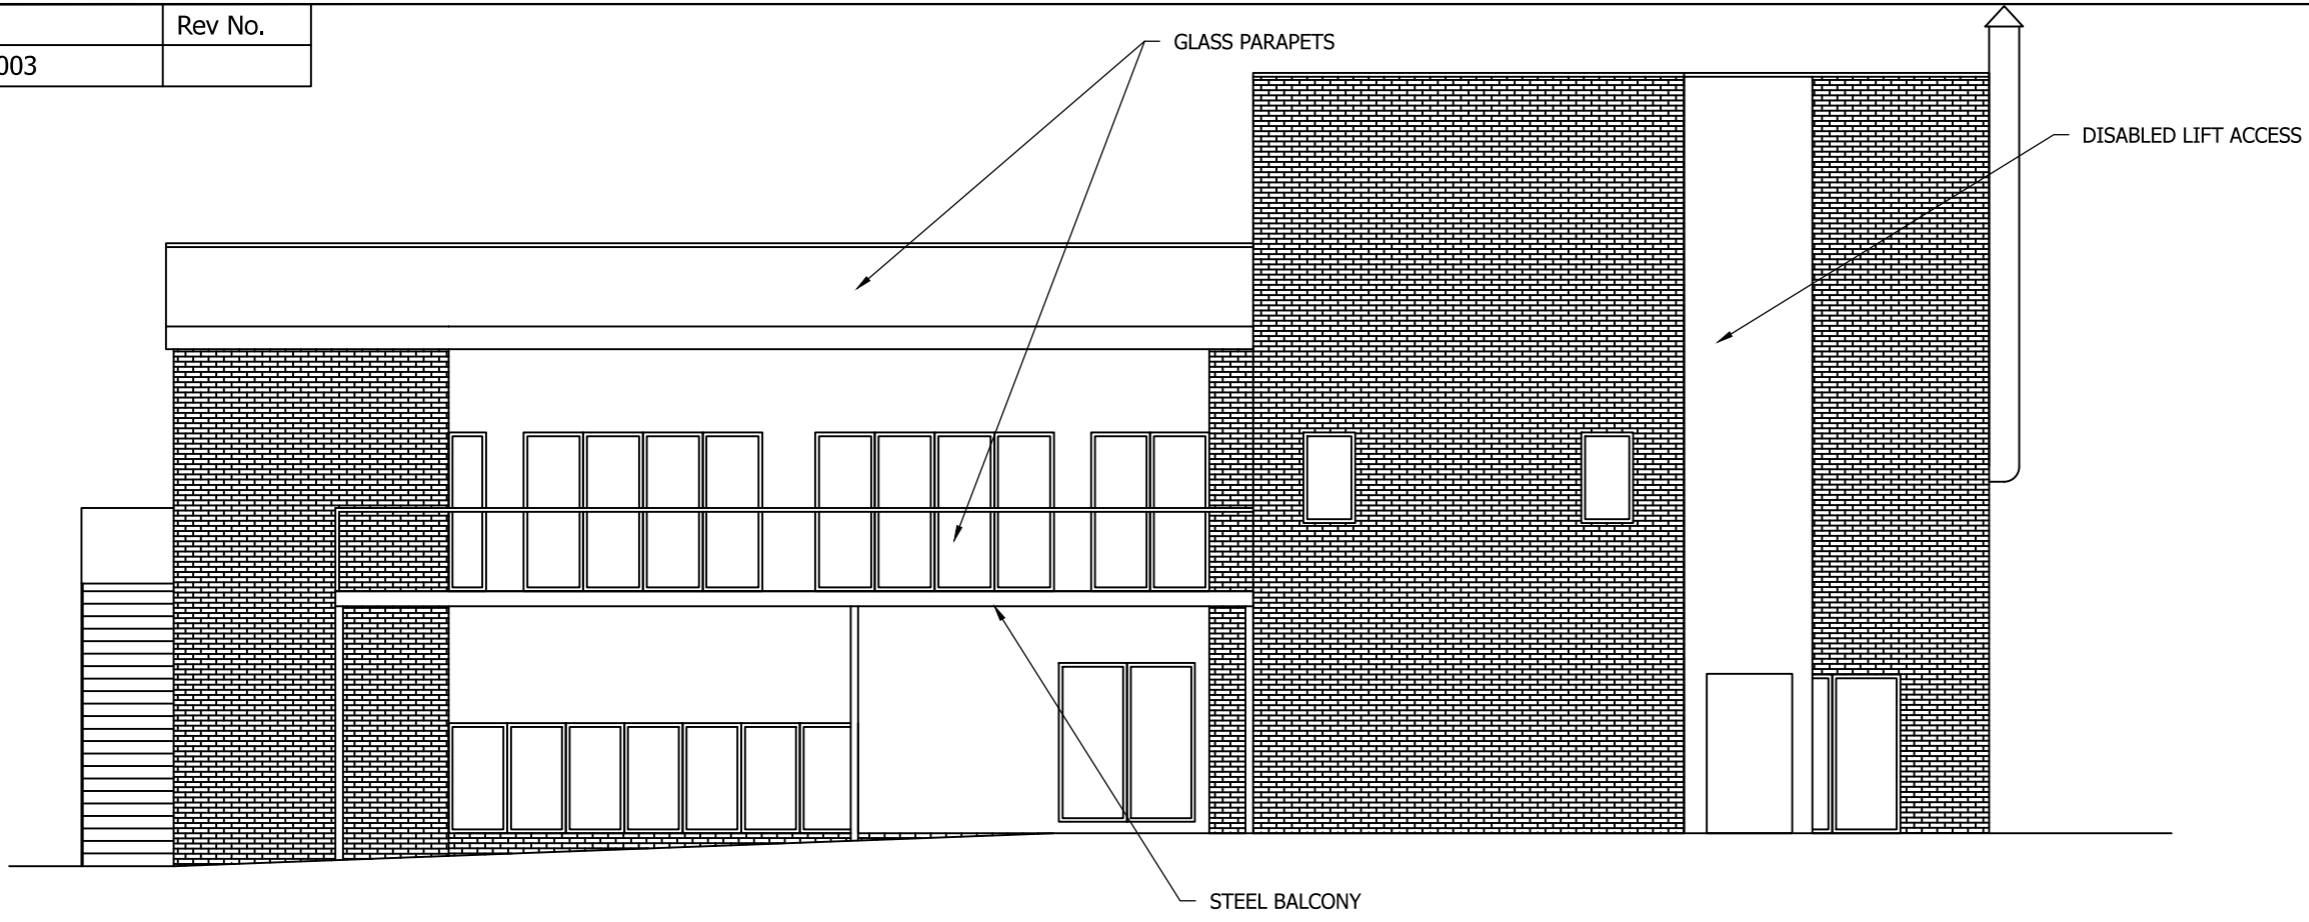 Rev No.
003
GLASS PARAPETS
DISABLED LIFT ACCESS
STEEL BALCONY